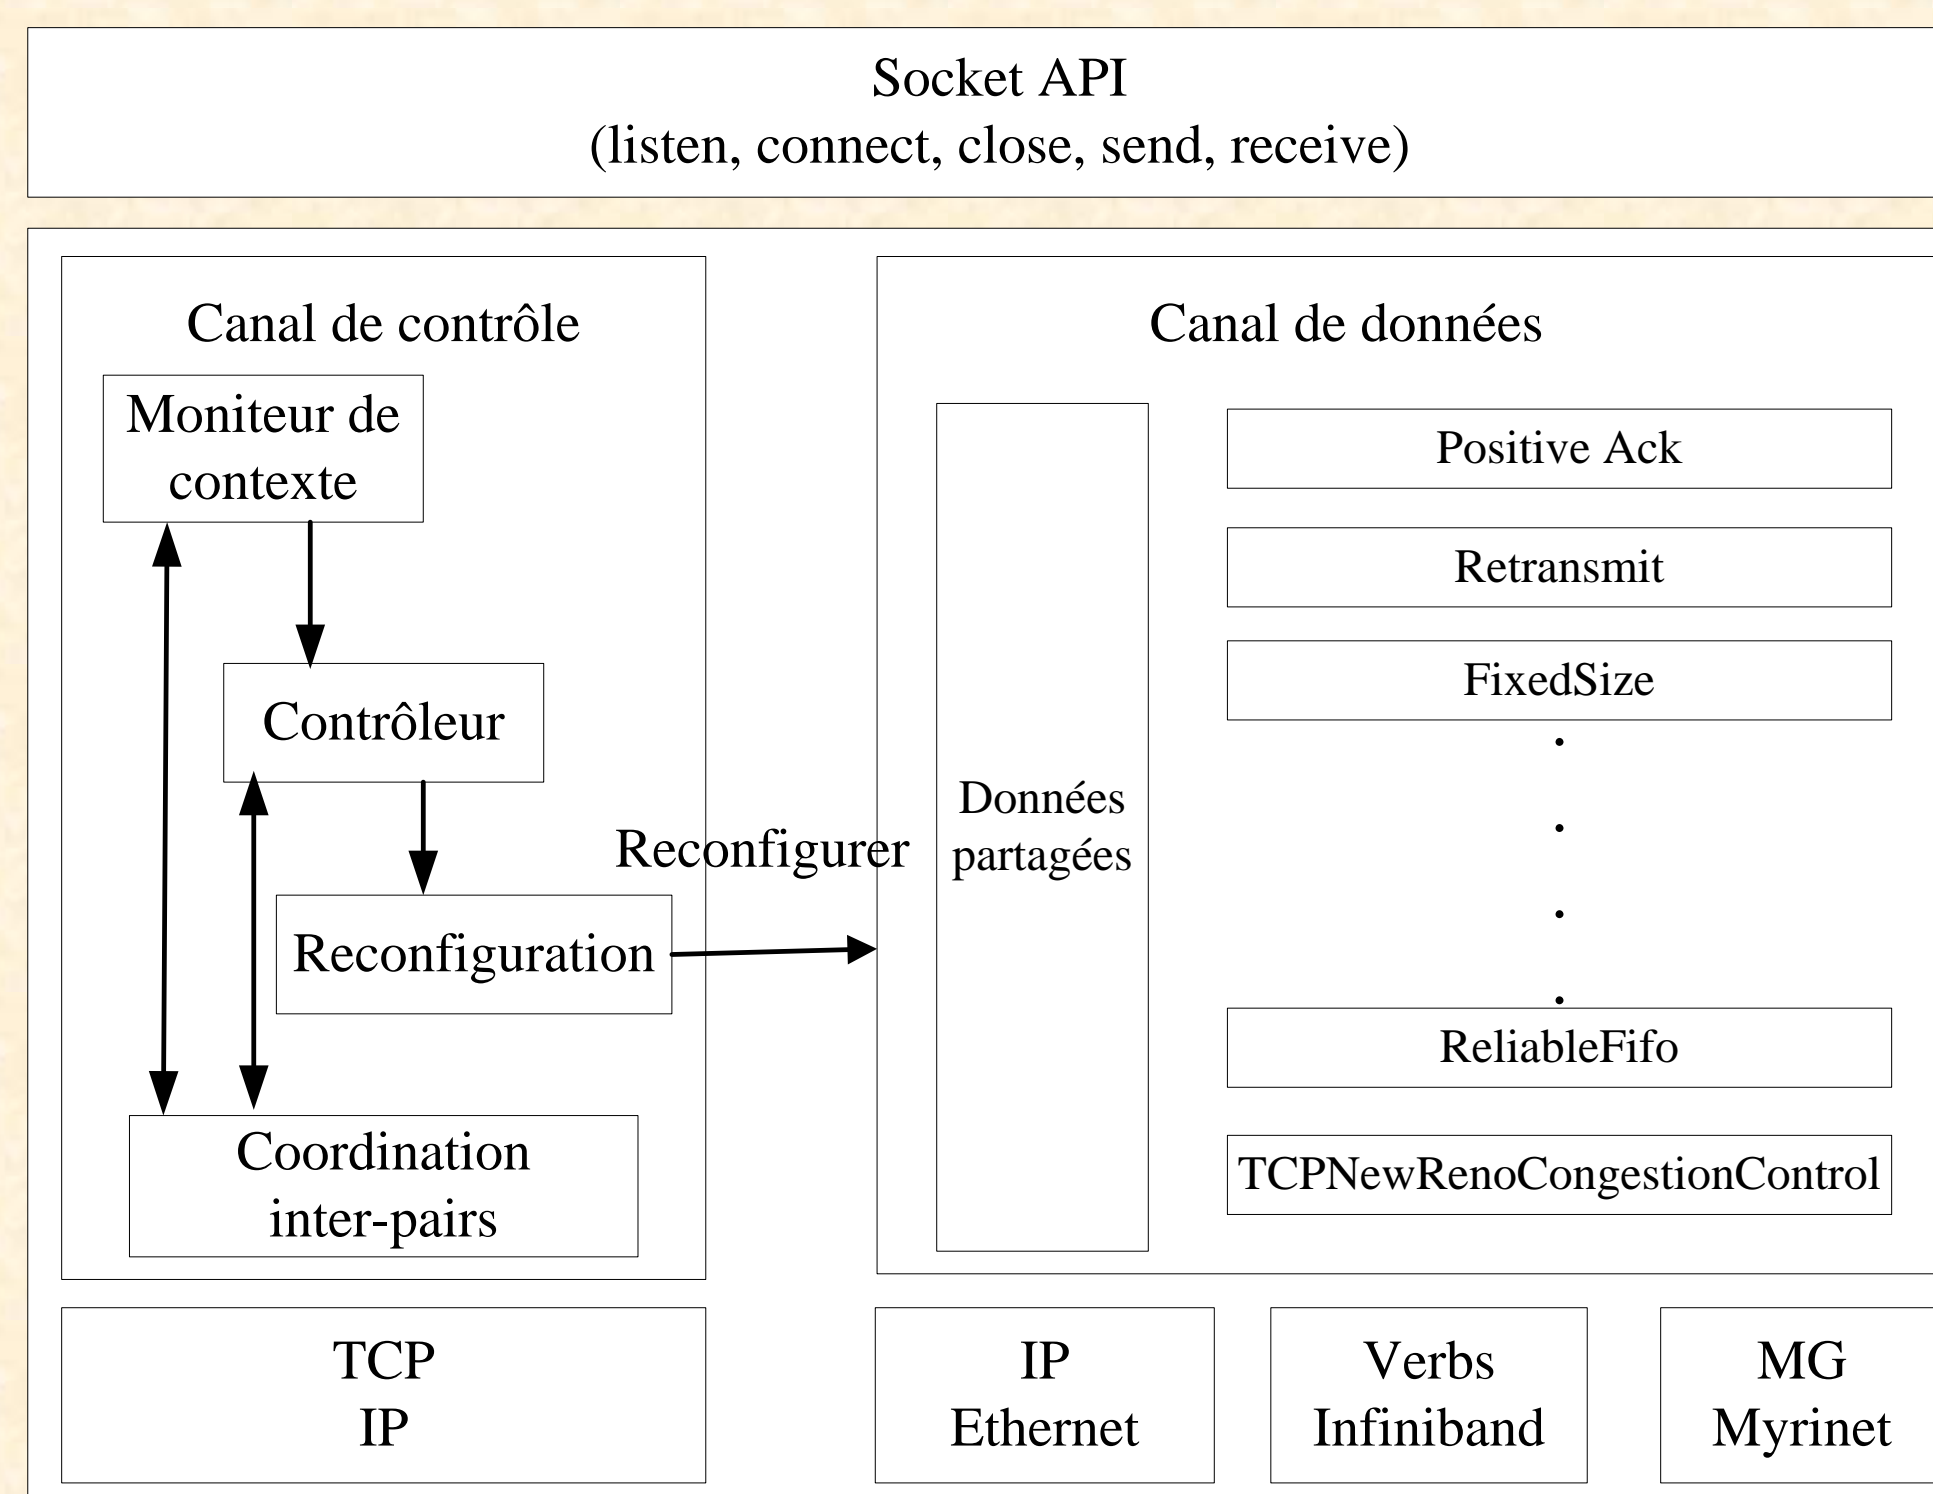 Socket API
(listen, connect, close, send, receive)
Canal de contrôle
Moniteur de
contexte
Contrôleur
Reconfigurer
Reconfiguration
Coordination
inter-pairs
Canal de données
Données
partagées
Positive Ack
Retransmit
FixedSize
.
.
.
.
ReliableFifo
TCPNewRenoCongestionControl
TCP
IP
IP
Ethernet
Verbs
Infiniband
MG
Myrinet